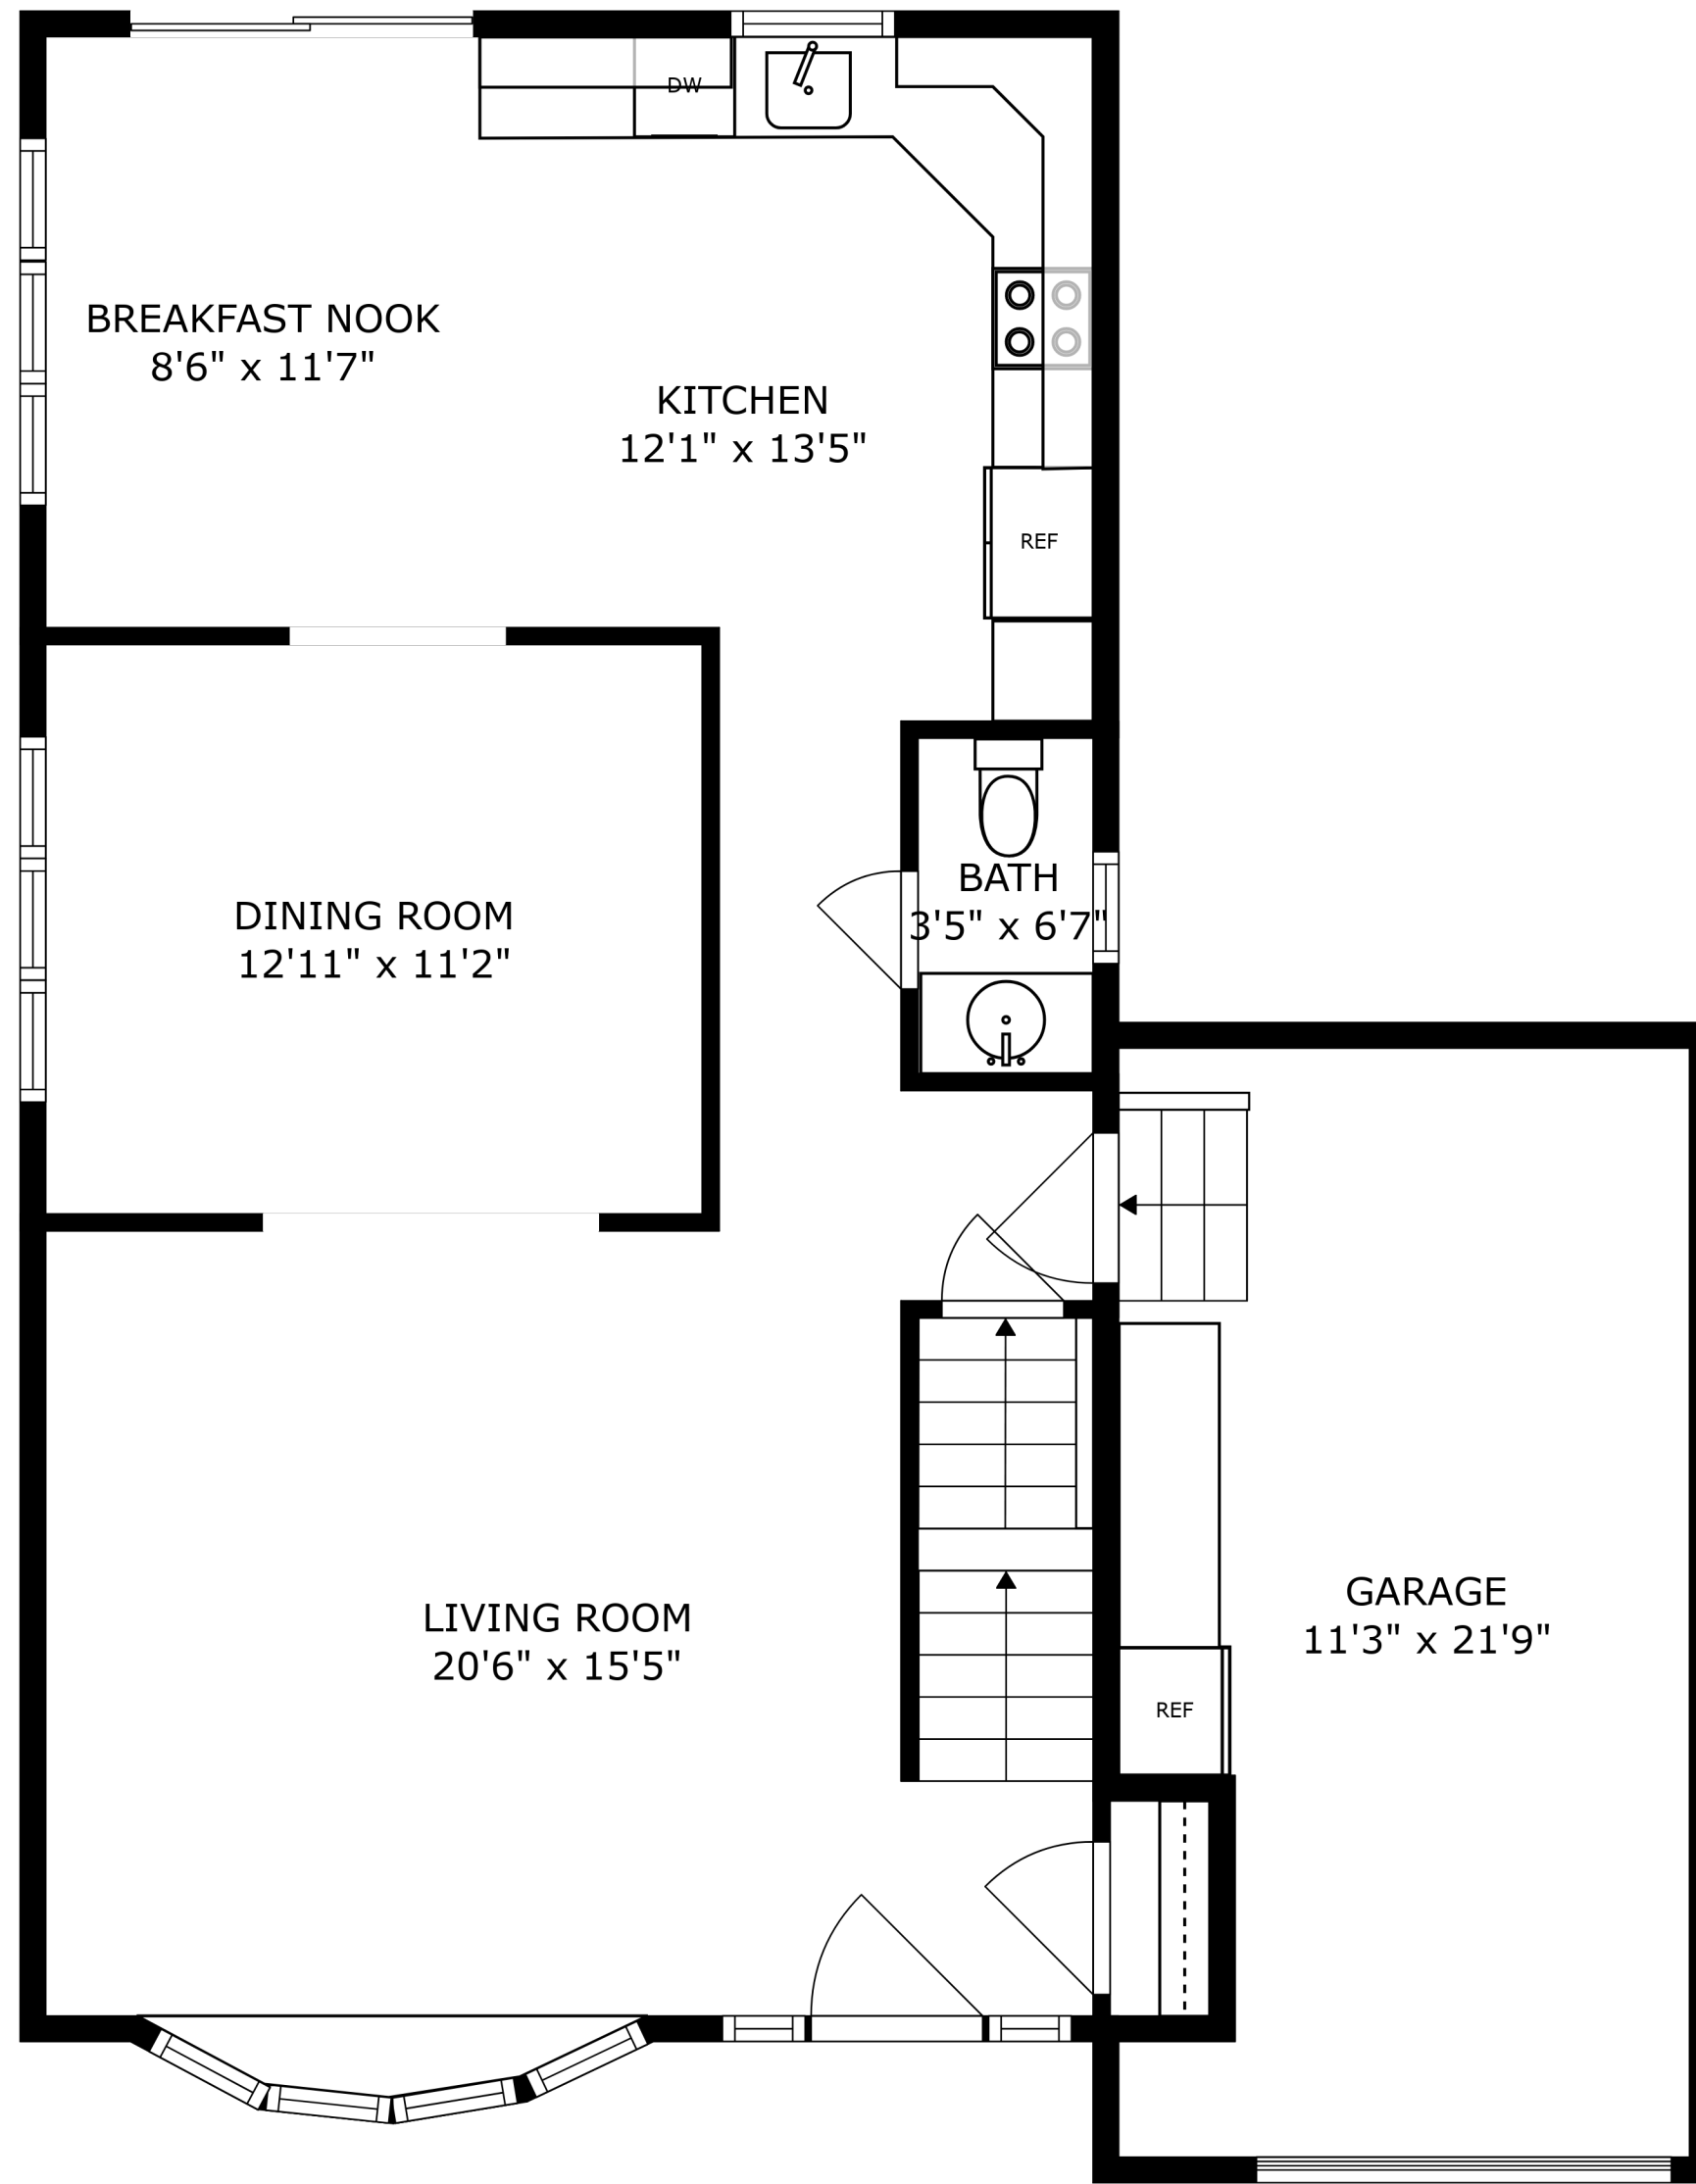 DW
BREAKFAST NOOK
8'6" x 11'7"
KITCHEN
12'1" x 13'5"
REF
BATH
3'5" x 6'7"
DINING ROOM
12'11" x 11'2"
LIVING ROOM
20'6" x 15'5"
GARAGE
11'3" x 21'9"
REF